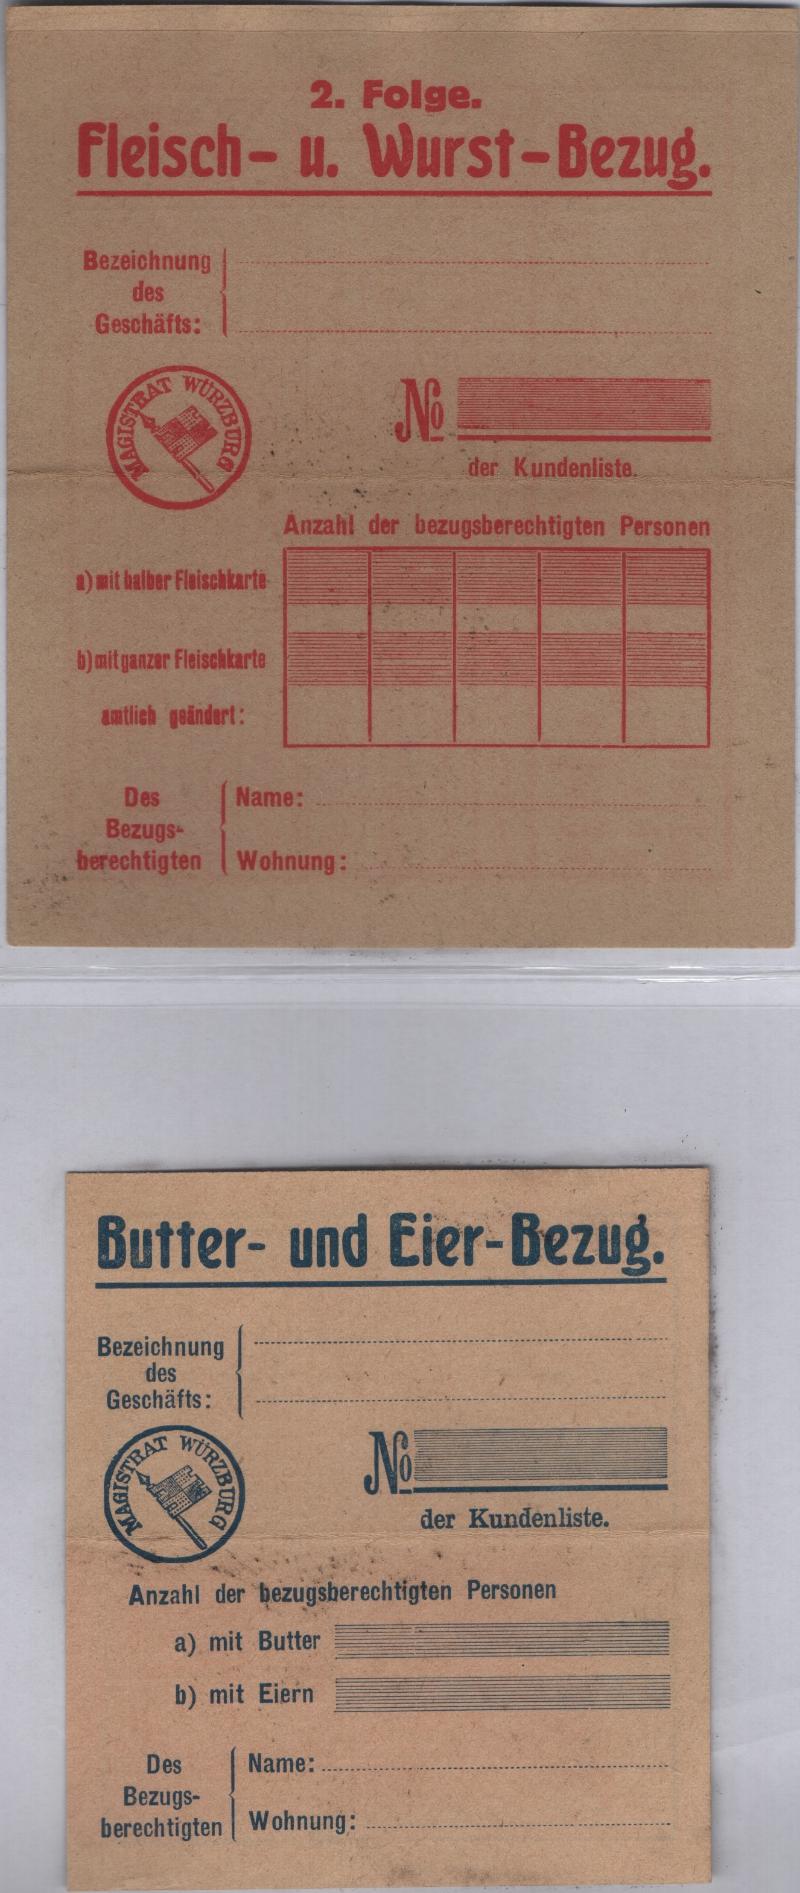 2. Folge.
Fleisch- u. Wurst-Bezug.
Bezeichnung
des
Geschäfts:
MAGISTRAT WÜRZBURG
No
der Kundenliste.
Anzahl der bezugsberechtigten Personen
a) mit halber Fleischkarte
b) mit ganzer Fleischkarte
amtlich geändert:
Des
Bezugs-
berechtigten
Name:
Wohnung:
Butter- und Eier-Bezug.
Bezeichnung
des
Geschäfts:
MAGISTRAT WÜRZBURG
No
der Kundenliste.
Anzahl der bezugsberechtigten Personen
a) mit Butter
b) mit Eiern
Des
Bezugs-
berechtigten
Name:
Wohnung: